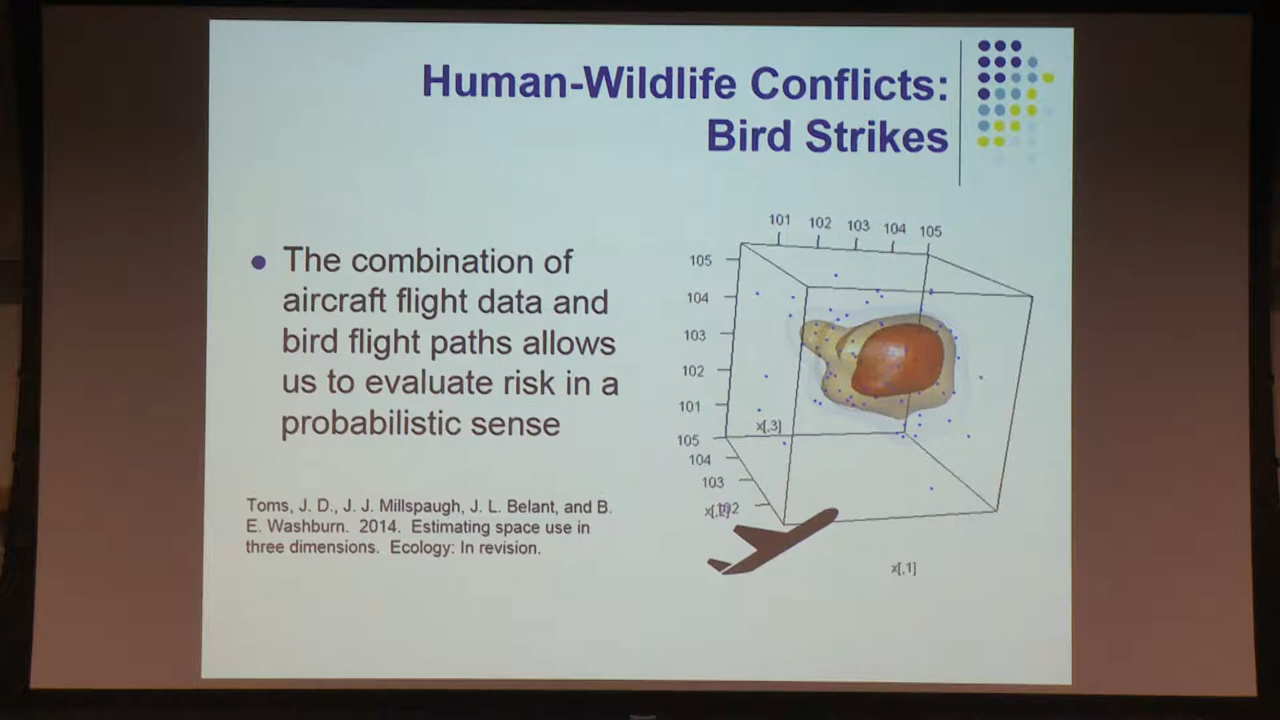 Human-Wildlife Conflicts:
Bird Strikes
The combination of
aircraft flight data and
bird flight paths allows
us to evaluate risk in a
probabilistic sense
Toms, J. D., J. J. Millspaugh, J. L. Belant, and B.
E. Washburn. 2014. Estimating space use in
three dimensions. Ecology: In revision.
101 102 103 104 105
105
104
103
102
101
x[,3]
105
104
103
x[,2]
x[,1]